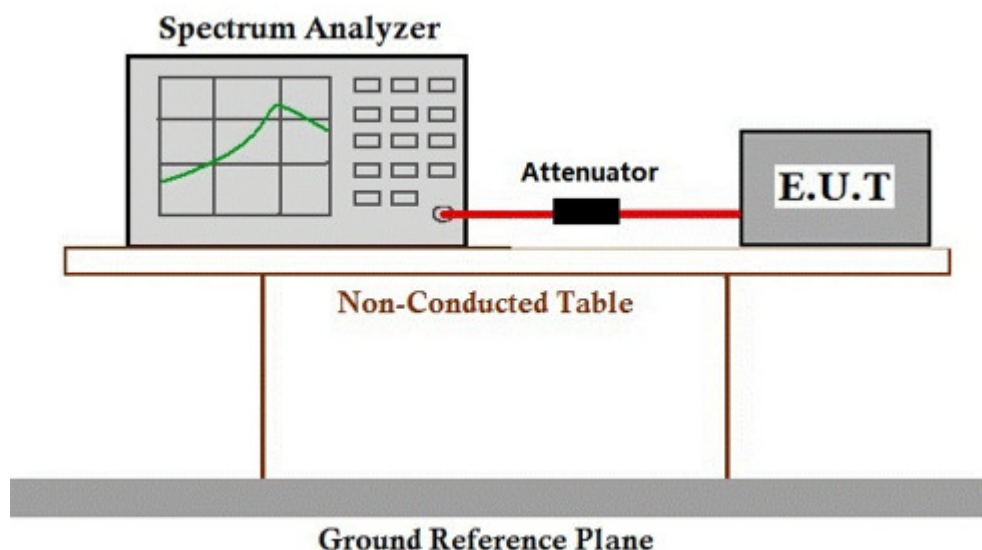 Spectrum Analyzer
Attenuator
E.U.T
Non-Conducted Table
Ground Reference Plane